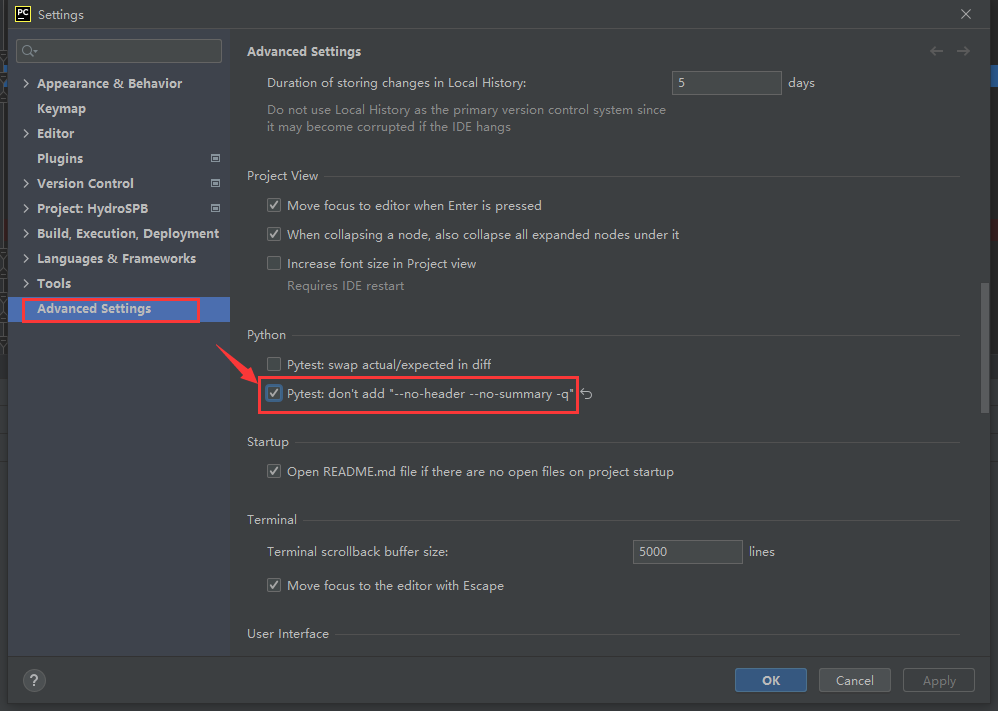 PC
Settings
Appearance & Behavior
Keymap
Editor
Plugins
Version Control
Project: HydroSPB
Build, Execution, Deployment
Languages & Frameworks
Tools
Advanced Settings
Advanced Settings
Duration of storing changes in Local History: 5 days
Do not use Local History as the primary version control system since
it may become corrupted if the IDE hangs
Project View
Move focus to editor when Enter is pressed
When collapsing a node, also collapse all expanded nodes under it
Increase font size in Project view
Requires IDE restart
Python
Pytest: swap actual/expected in diff
Pytest: don't add "--no-header --no-summary -q"
Startup
Open README.md file if there are no open files on project startup
Terminal
Terminal scrollback buffer size: 5000 lines
Move focus to the editor with Escape
User Interface
?
OK Cancel Apply